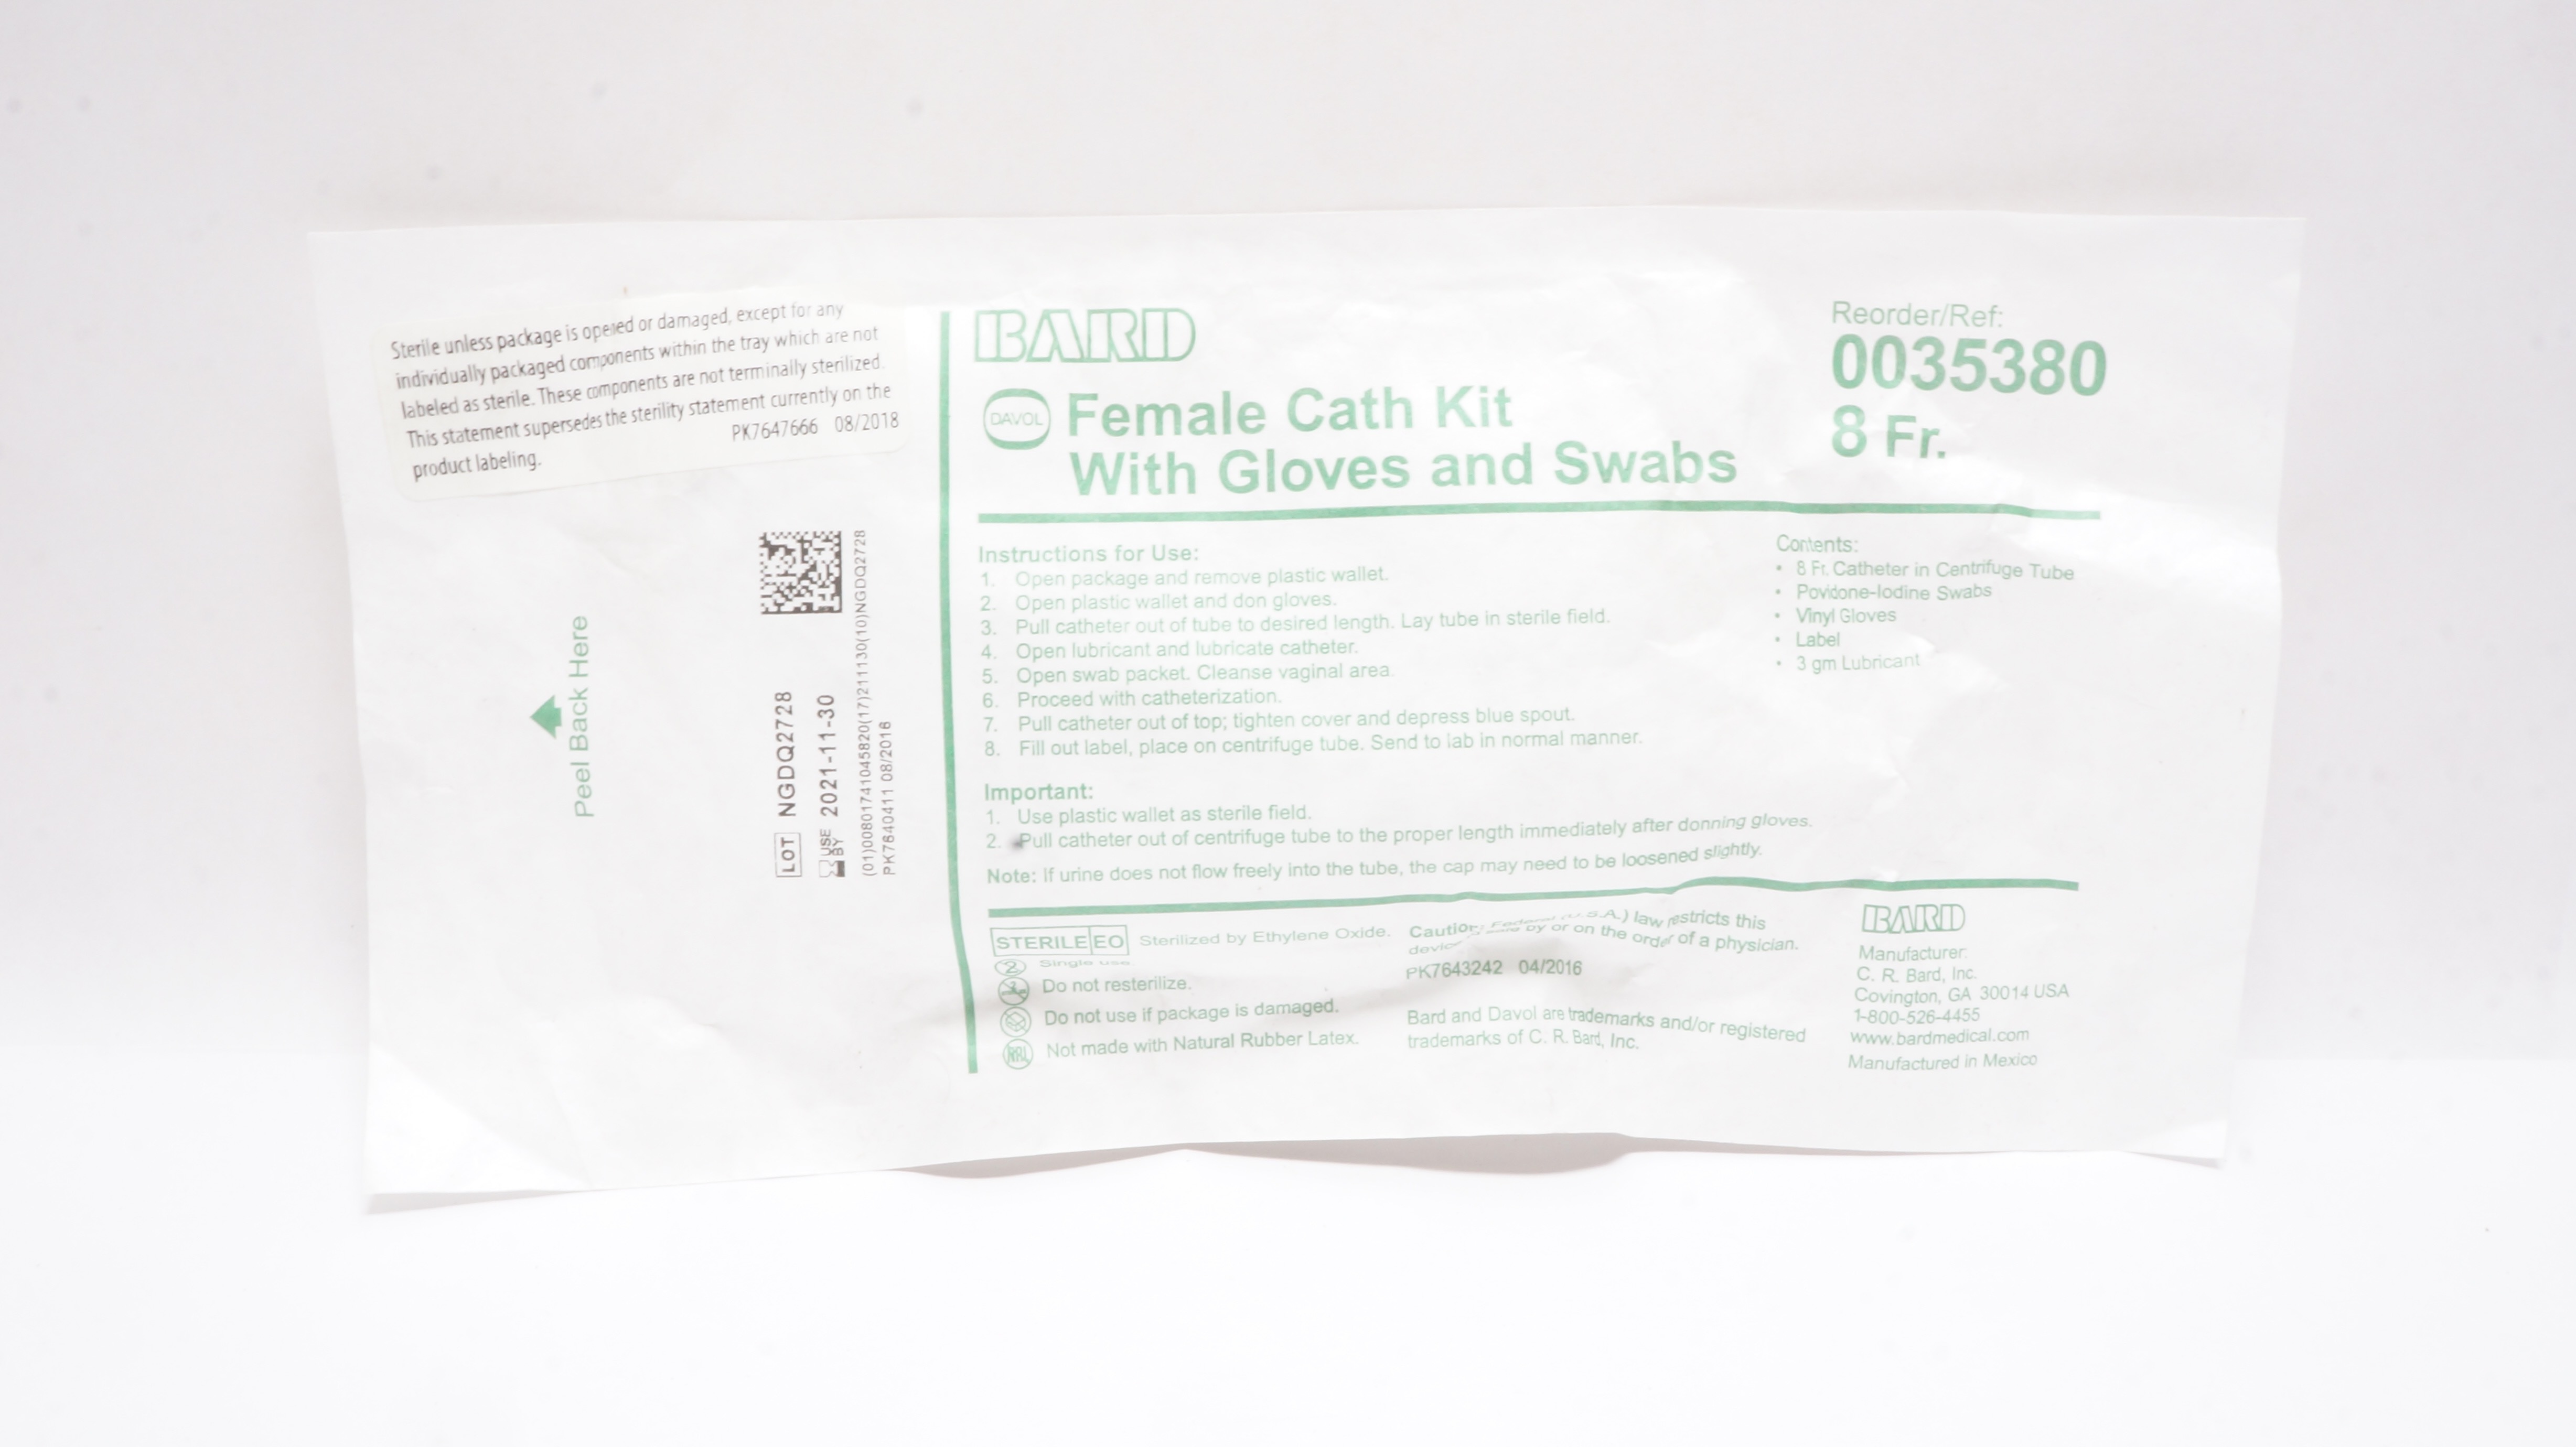 Sterile unless package is opened or damaged, except for any
individually packaged components within the tray which are not
labeled as sterile. These components are not terminally sterilized.
This statement supersedes the sterility statement currently on the
product labeling.
PK7647666 08/2018
Peel Back Here
LOT NGDQ2728
USE BY 2021-11-30
(01)00801741045820(17)211130(10)NGDQ2728
PK7640411 08/2016
BARD
DAVOL
Female Cath Kit
With Gloves and Swabs
Reorder/Ref:
0035380
8 Fr.
Instructions for Use:
1. Open package and remove plastic wallet.
2. Open plastic wallet and don gloves.
3. Pull catheter out of tube to desired length. Lay tube in sterile field.
4. Open lubricant and lubricate catheter.
5. Open swab packet. Cleanse vaginal area.
6. Proceed with catheterization.
7. Pull catheter out of top; tighten cover and depress blue spout.
8. Fill out label, place on centrifuge tube. Send to lab in normal manner.
Contents:
• 8 Fr. Catheter in Centrifuge Tube
• Povidone-Iodine Swabs
• Vinyl Gloves
• Label
• 3 gm Lubricant
Important:
1. Use plastic wallet as sterile field.
2. Pull catheter out of centrifuge tube to the proper length immediately after donning gloves.
Note: If urine does not flow freely into the tube, the cap may need to be loosened slightly.
STERILE EO Sterilized by Ethylene Oxide.
2 Single use.
Do not resterilize.
Do not use if package is damaged.
Not made with Natural Rubber Latex.
Caution: Federal (U.S.A.) law restricts this
device by or on the order of a physician.
PK7643242 04/2016
Bard and Davol are trademarks and/or registered
trademarks of C. R. Bard, Inc.
BARD
Manufacturer:
C. R. Bard, Inc.
Covington, GA 30014 USA
1-800-526-4455
www.bardmedical.com
Manufactured in Mexico